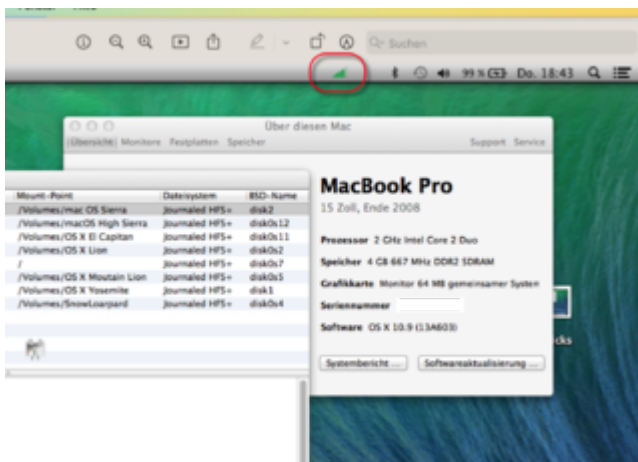 Q- Suchen
99 % Do. 18:43
Über diesen Mac
Übersicht Monitore Festplatten Speicher
Support Service
Mount-Point Dateisystem BSD-Name
/Volumes/mac OS Sierra Journaled HFS+ disk2
/Volumes/macOS High Sierra Journaled HFS+ disk0s12
/Volumes/OS X El Capitan Journaled HFS+ disk0s11
/Volumes/OS X Lion Journaled HFS+ disk0s2
/ Journaled HFS+ disk0s7
/Volumes/OS X Moutain Lion Journaled HFS+ disk0s5
/Volumes/OS X Yosemite Journaled HFS+ disk1
/Volumes/SnowLoarpard Journaled HFS+ disk0s4
MacBook Pro
15 Zoll, Ende 2008
Prozessor 2 GHz Intel Core 2 Duo
Speicher 4 GB 667 MHz DDR2 SDRAM
Grafikkarte Monitor 64 MB gemeinsamer System
Seriennummer
Software OS X 10.9 (13A603)
Systembericht ... Softwareaktualisierung ...
cks